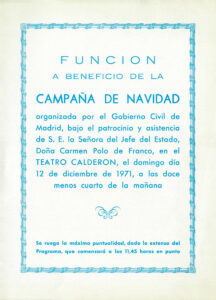 FUNCION
A BENEFICIO DE LA
CAMPAÑA DE NAVIDAD
organizada por el Gobierno Civil de
Madrid, bajo el patrocinio y asistencia
de S. E. la Señora del Jefe del Estado,
Doña Carmen Polo de Franco, en el
TEATRO CALDERON, el domingo día
12 de diciembre de 1971, a las doce
menos cuarto de la mañana
Se ruega la máxima puntualidad, dado lo extenso del
Programa, que comenzará a las 11,45 horas en punto